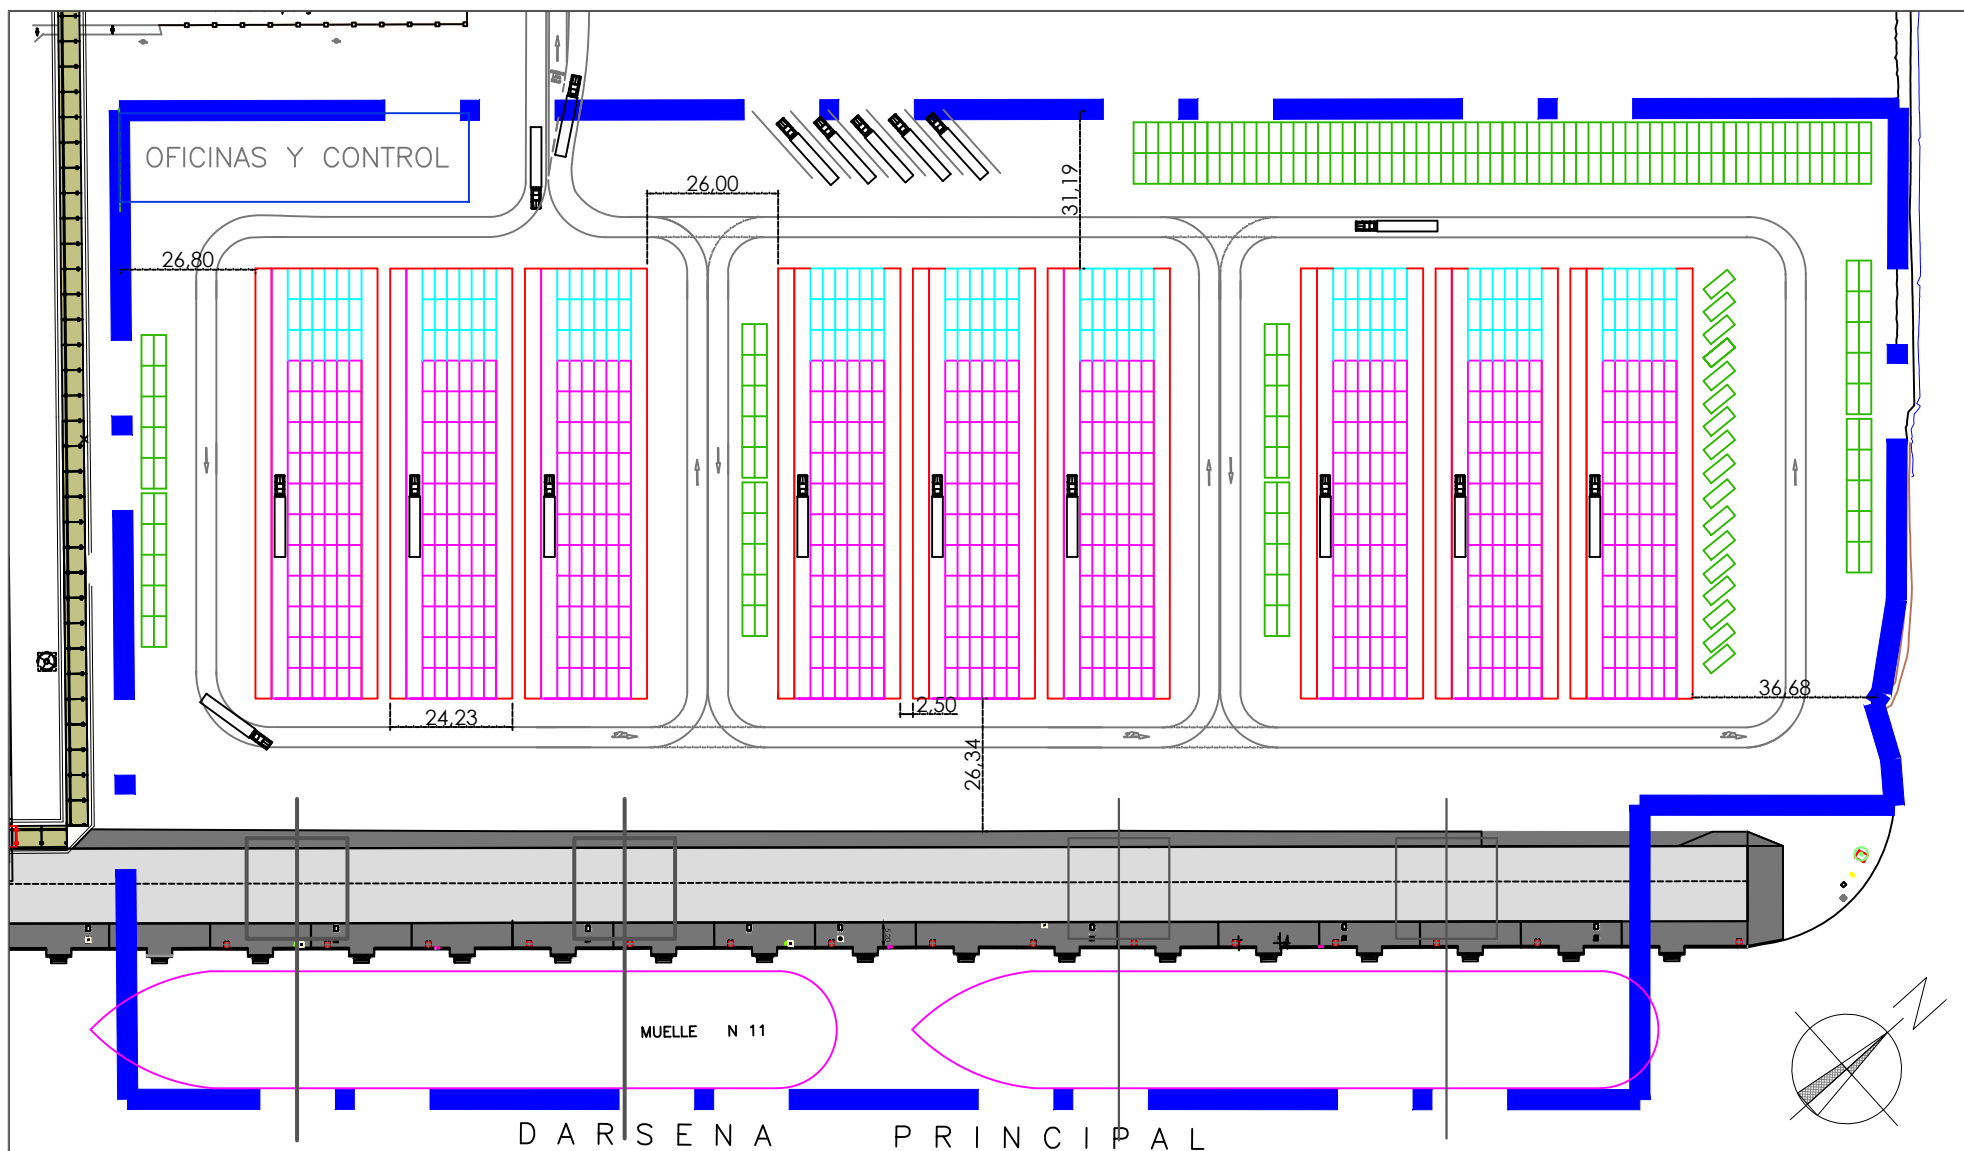 OFICINAS Y CONTROL
26,00
31,19
26,80
36,68
2,50
24,23
26,34
MUELLE N 11
N
DARSENA PRINCIPAL